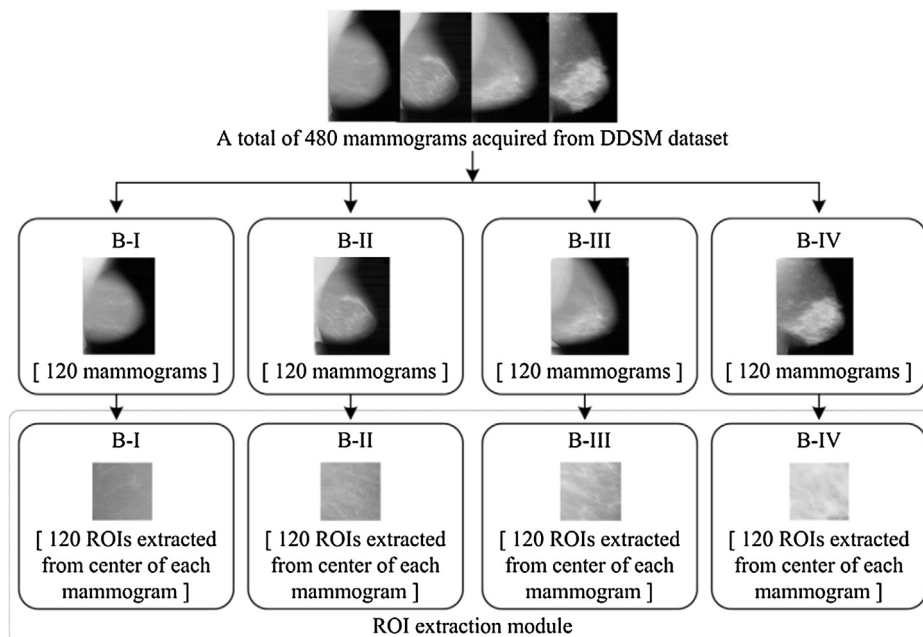 A total of 480 mammograms acquired from DDSM dataset
B-I
[ 120 mammograms ]
B-II
[ 120 mammograms ]
B-III
[ 120 mammograms ]
B-IV
[ 120 mammograms ]
B-I
[ 120 ROIs extracted
from center of each
mammogram ]
B-II
[ 120 ROIs extracted
from center of each
mammogram ]
B-III
[ 120 ROIs extracted
from center of each
mammogram ]
B-IV
[ 120 ROIs extracted
from center of each
mammogram ]
ROI extraction module